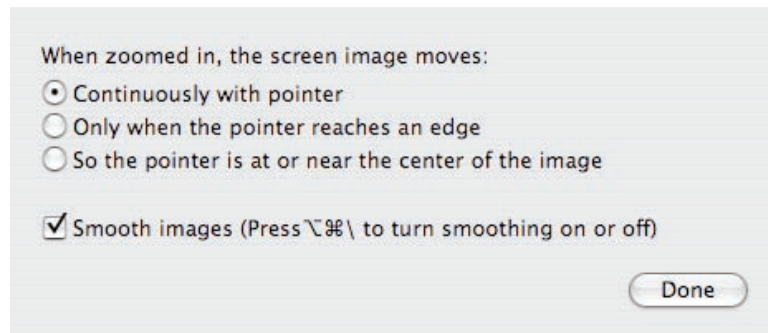 When zoomed in, the screen image moves:
Continuously with pointer
Only when the pointer reaches an edge
So the pointer is at or near the center of the image
Smooth images (Press⌥⌘\ to turn smoothing on or off)
Done